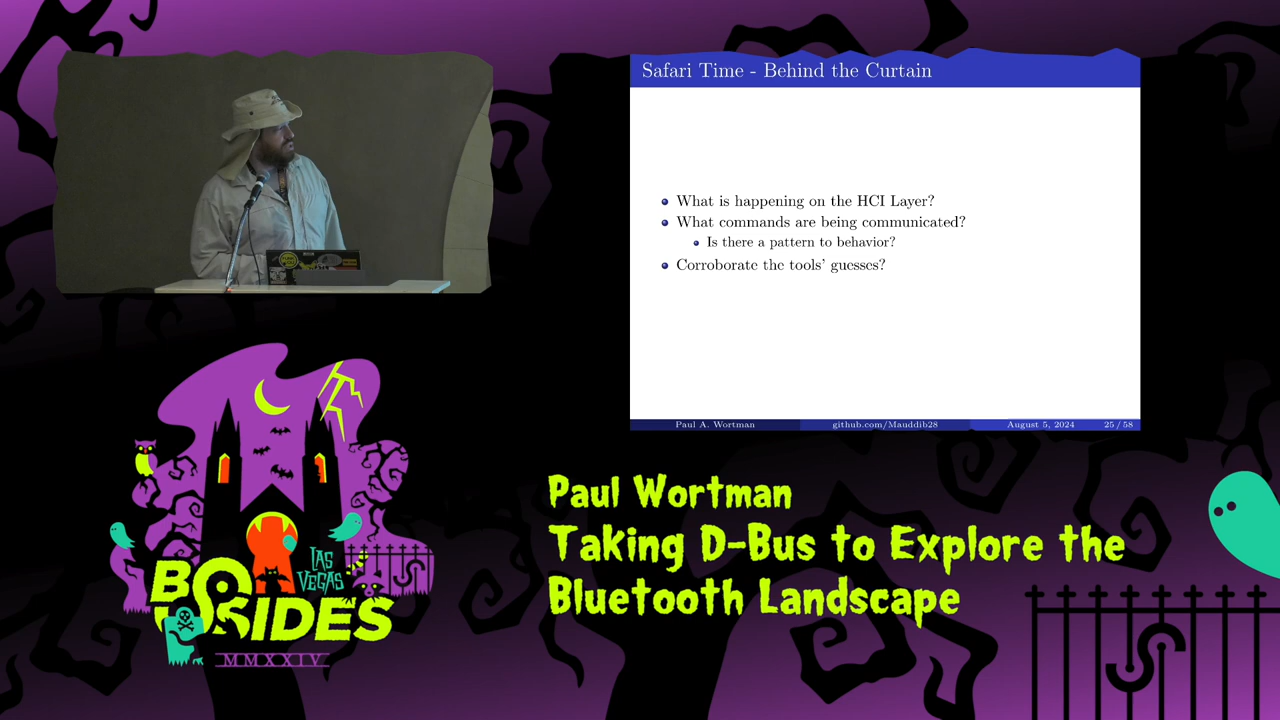 Safari Time - Behind the Curtain
What is happening on the HCI Layer?
What commands are being communicated?
Is there a pattern to behavior?
Corroborate the tools' guesses?
Paul A. Wortman
github.com/Mauddib28
August 5, 2024
25 / 58
LAS
VEGAS
BSIDES
MMXXIV
Paul Wortman
Taking D-Bus to Explore the
Bluetooth Landscape